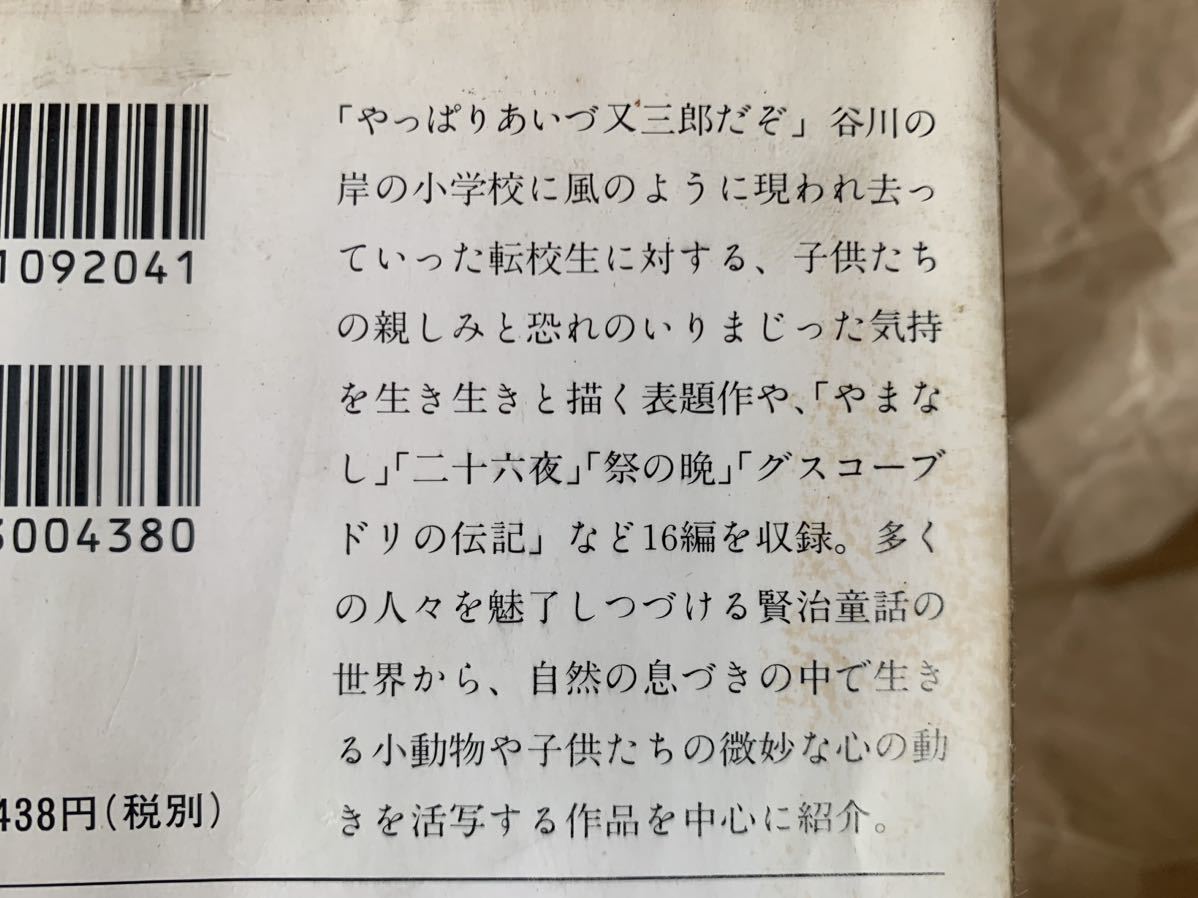 1092041
004380
438円(税別)
「やっぱりあいづ又三郎だぞ」谷川の
岸の小学校に風のように現われ去っ
ていった転校生に対する、子供たち
の親しみと恐れのいりまじった気持
を生き生きと描く表題作や、「やまな
し」「二十六夜」「祭の晩」「グスコーブ
ドリの伝記」など16編を収録。多く
の人々を魅了しつづける賢治童話の
世界から、自然の息づきの中で生き
る小動物や子供たちの微妙な心の動
きを活写する作品を中心に紹介。